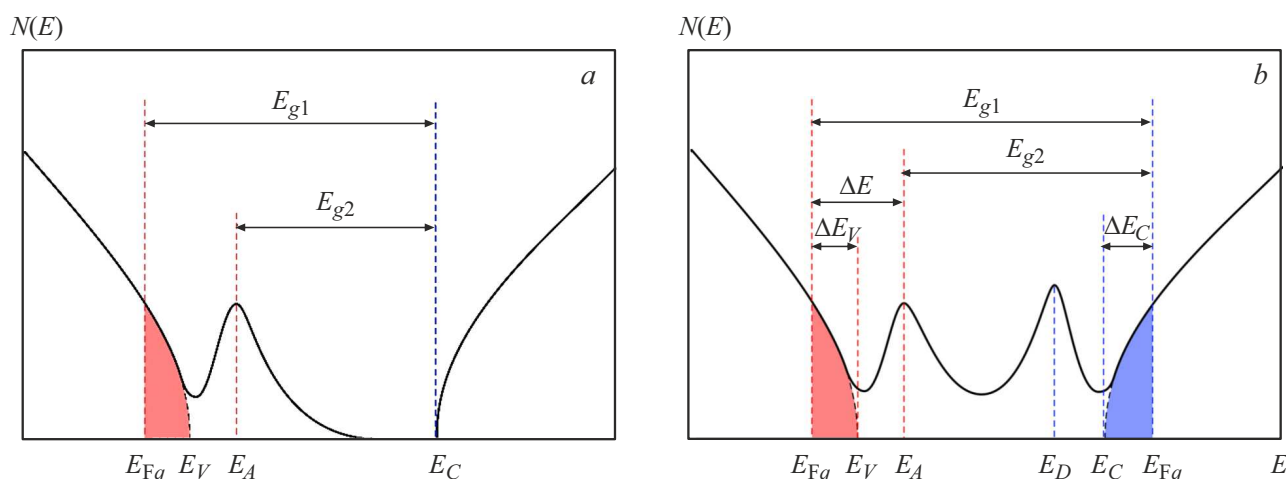 N(E) N(E)
a b
E_g1 E_g1
E_g2 E_g2
ΔE
ΔE_V ΔE_C
E_Fa E_V E_A E_C E_Fa E_V E_A E_D E_C E_Fa E